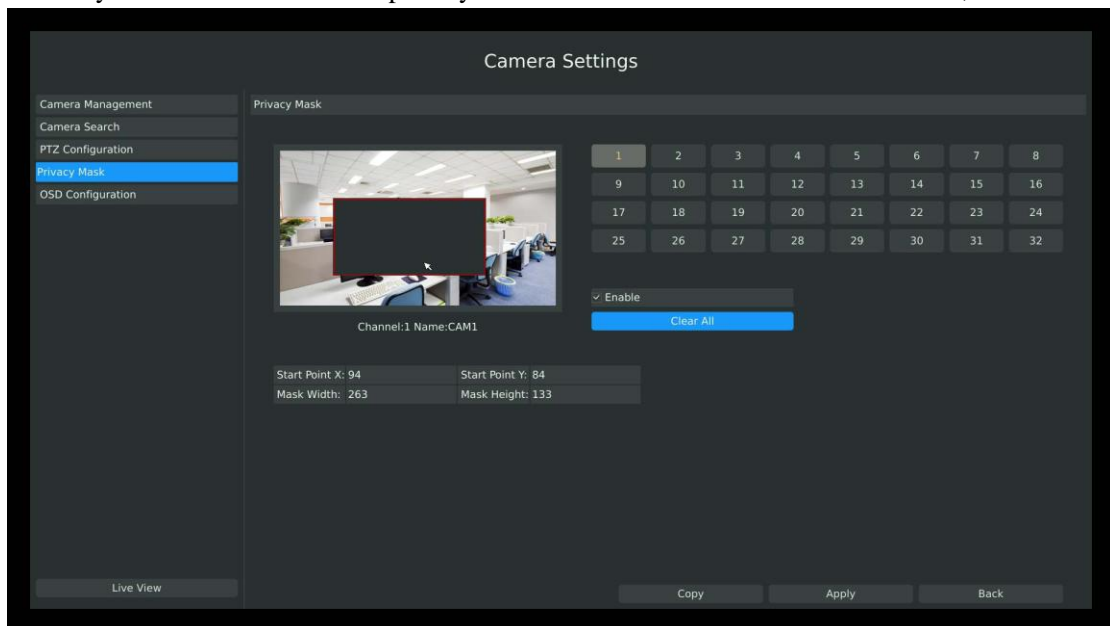 Camera Settings
Camera Management
Camera Search
PTZ Configuration
Privacy Mask
OSD Configuration
Privacy Mask
1 2 3 4 5 6 7 8
9 10 11 12 13 14 15 16
17 18 19 20 21 22 23 24
25 26 27 28 29 30 31 32
Enable
Clear All
Channel:1 Name:CAM1
Start Point X: 94 Start Point Y: 84
Mask Width: 263 Mask Height: 133
Live View
Copy Apply Back